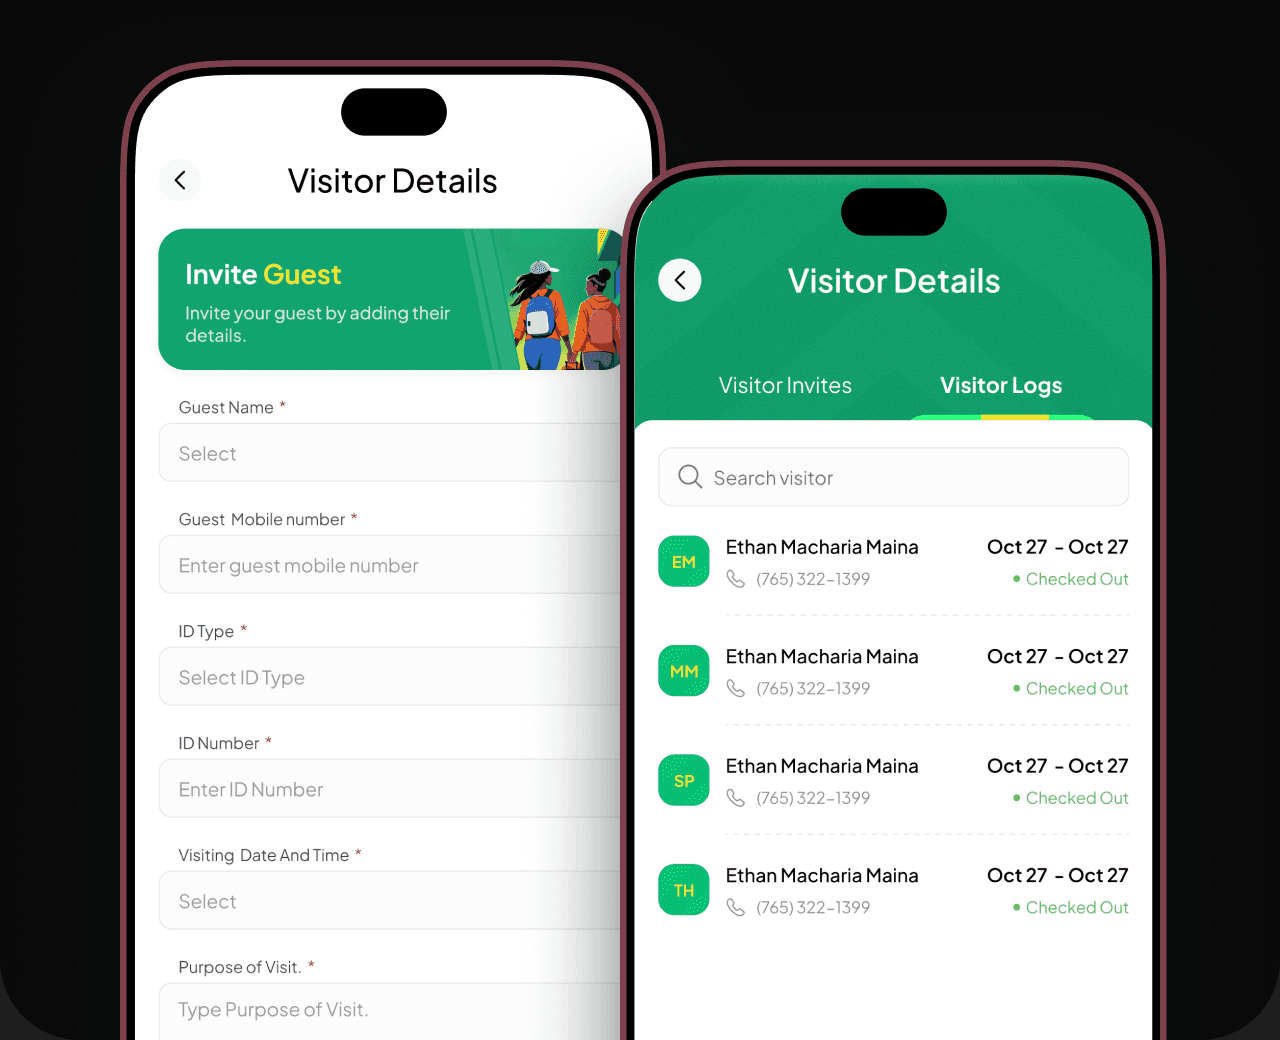 Visitor Details
Invite Guest
Invite your guest by adding their
details.
Guest Name *
Select
Guest Mobile number *
Enter guest mobile number
ID Type *
Select ID Type
ID Number *
Enter ID Number
Visiting Date And Time *
Select
Purpose of Visit. *
Type Purpose of Visit.
Visitor Details
Visitor Invites
Visitor Logs
Search visitor
EM
Ethan Macharia Maina
Oct 27 - Oct 27
(765) 322-1399
Checked Out
MM
Ethan Macharia Maina
Oct 27 - Oct 27
(765) 322-1399
Checked Out
SP
Ethan Macharia Maina
Oct 27 - Oct 27
(765) 322-1399
Checked Out
TH
Ethan Macharia Maina
Oct 27 - Oct 27
(765) 322-1399
Checked Out